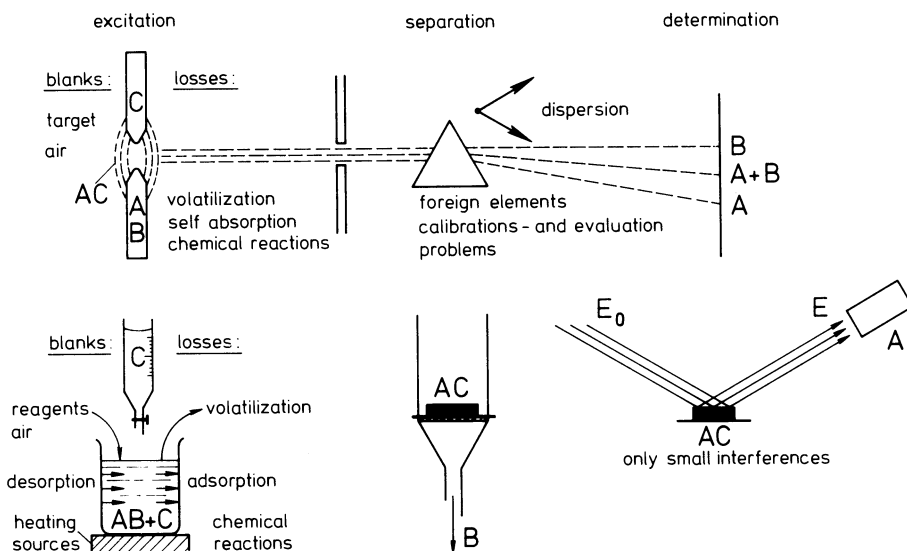 excitation
separation
determination
blanks :
losses :
C
target
air
AC
A
B
volatilization
self absorption
chemical reactions
dispersion
foreign elements
calibrations - and evaluation
problems
B
A+B
A
blanks :
losses :
C
reagents
air
volatilization
desorption
adsorption
AB+C
heating
sources
chemical
reactions
AC
B
E₀
E
A
AC
only small interferences